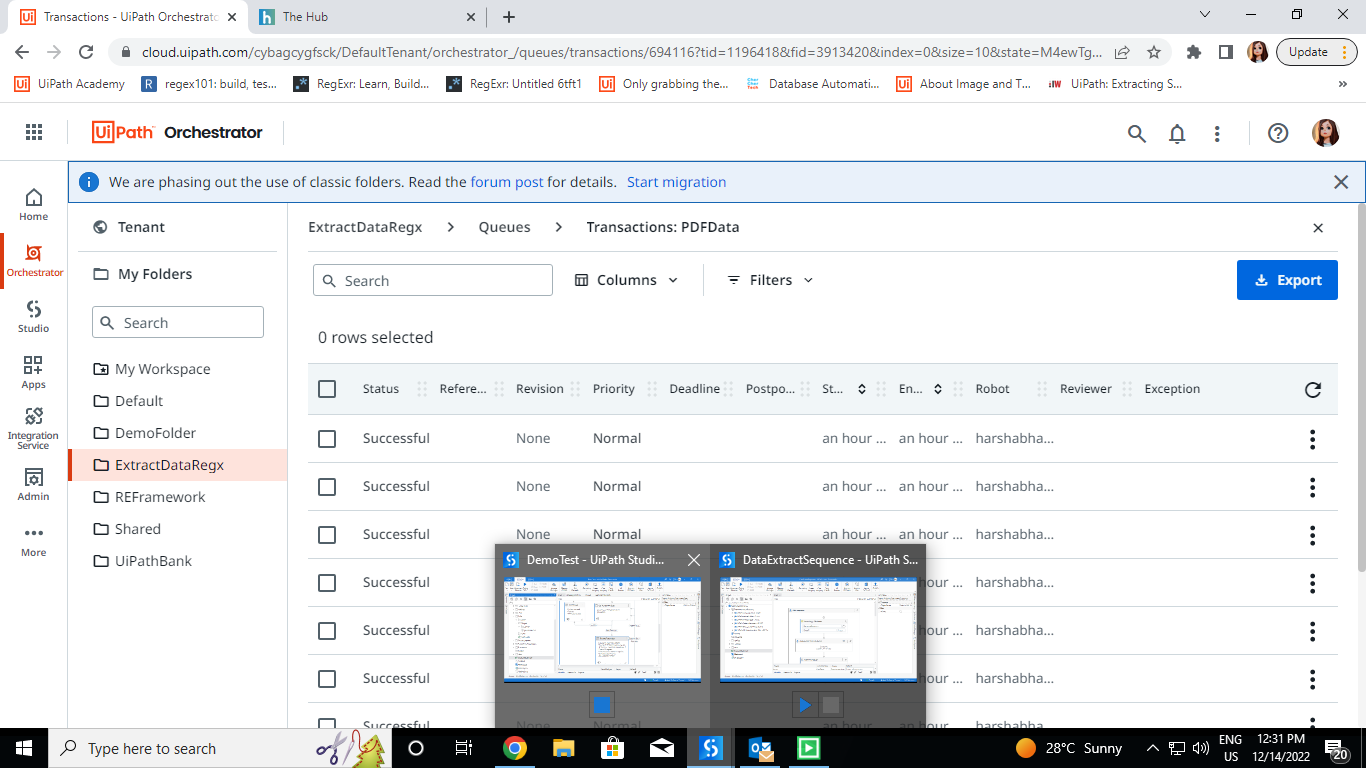 Transactions - UiPath Orchestrato
The Hub
cloud.uipath.com/cybagcygfsck/DefaultTenant/orchestrator_/queues/transactions/694116?tid=1196418&fid=3913420&index=0&size=10&state=M4ewTg...
Update
UiPath Academy
regex101: build, tes...
RegExr: Learn, Build...
RegExr: Untitled 6tft1
Only grabbing the...
Database Automati...
About Image and T...
UiPath: Extracting S...
»
UiPath Orchestrator
We are phasing out the use of classic folders. Read the forum post for details. Start migration
Home
Orchestrator
Studio
Apps
Integration
Service
Admin
More
Tenant
My Folders
Search
My Workspace
Default
DemoFolder
ExtractDataRegx
REFramework
Shared
UiPathBank
ExtractDataRegx > Queues > Transactions: PDFData
Search
Columns
Filters
Export
0 rows selected
Status Refere... Revision Priority Deadline Postpo... St... En... Robot Reviewer Exception
Successful None Normal an hour ... an hour ... harshabha...
Successful None Normal an hour ... an hour ... harshabha...
Successful None Normal an hour ... an hour ... harshabha...
DemoTest - UiPath Studi...
DataExtractSequence - UiPath S...
Successful hour ... harshabha...
Successful hour ... harshabha...
Successful hour ... harshabha...
Successful None Normal an hour an hour harshabha
Type here to search
28°C Sunny
ENG
US
12:31 PM
12/14/2022
20